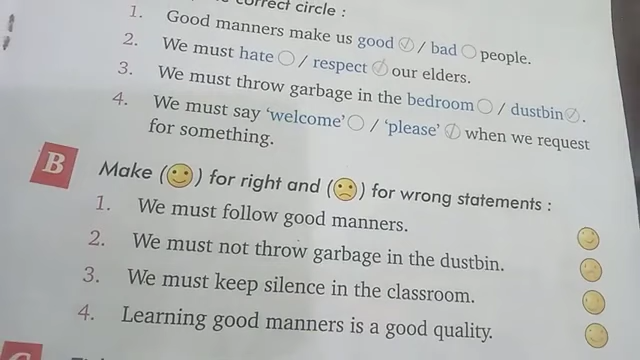 correct circle :
1. Good manners make us good / bad people.
2. We must hate / respect our elders.
3. We must throw garbage in the bedroom / dustbin.
4. We must say ‘welcome’ / ‘please’ when we request
for something.
B Make ( ) for right and ( ) for wrong statements :
1. We must follow good manners.
2. We must not throw garbage in the dustbin.
3. We must keep silence in the classroom.
4. Learning good manners is a good quality.
C